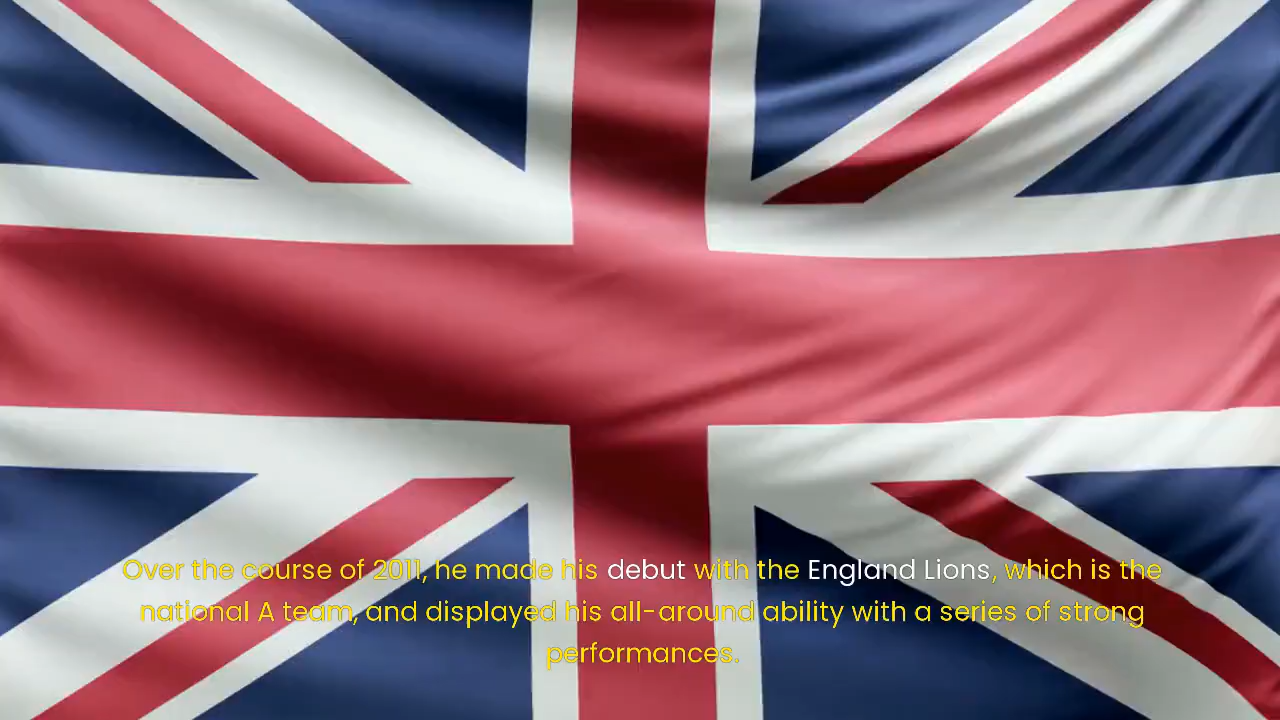 Over the course of 2011, he made his debut with the England Lions, which is the
national A team, and displayed his all-around ability with a series of strong
performances.